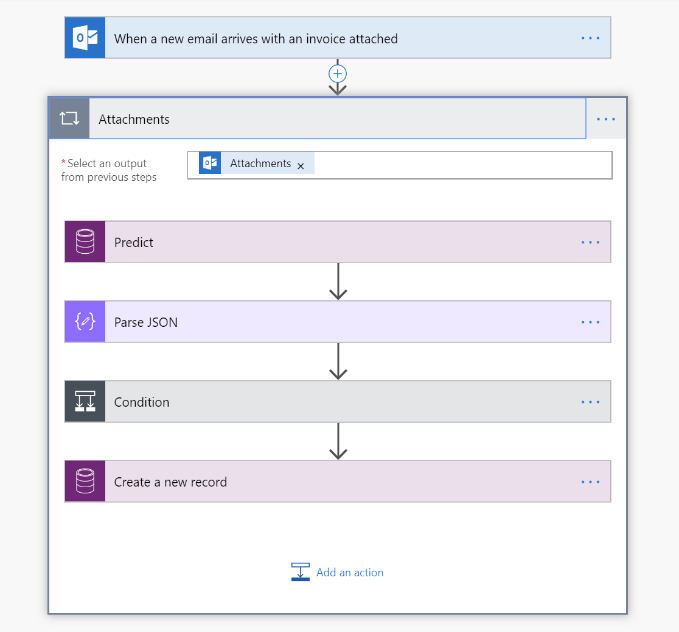 When a new email arrives with an invoice attached
Attachments
*Select an output
from previous steps
Attachments ×
Predict
Parse JSON
Condition
Create a new record
Add an action